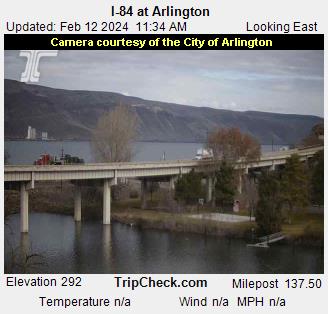 I-84 at Arlington
Updated: Feb 12 2024 11:34 AM Looking East
Camera courtesy of the City of Arlington
Elevation 292 TripCheck.com Milepost 137.50
Temperature n/a Wind n/a MPH n/a